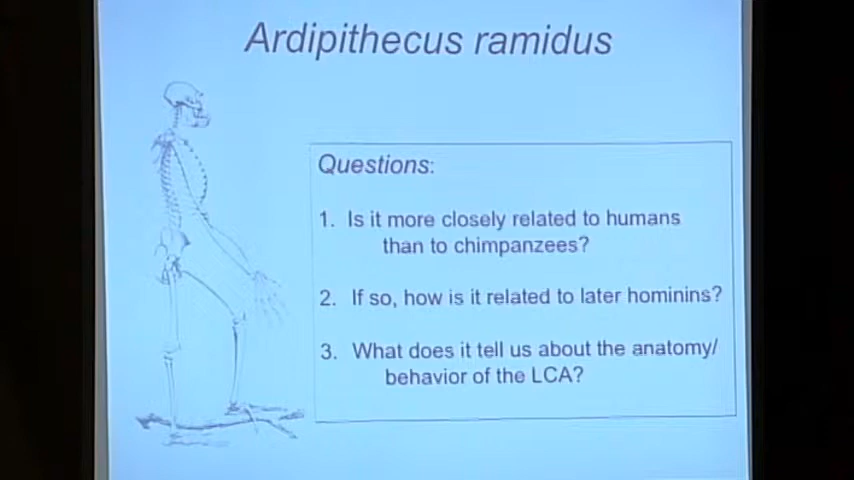 Ardipithecus ramidus
Questions:
1. Is it more closely related to humans
than to chimpanzees?
2. If so, how is it related to later hominins?
3. What does it tell us about the anatomy/
behavior of the LCA?